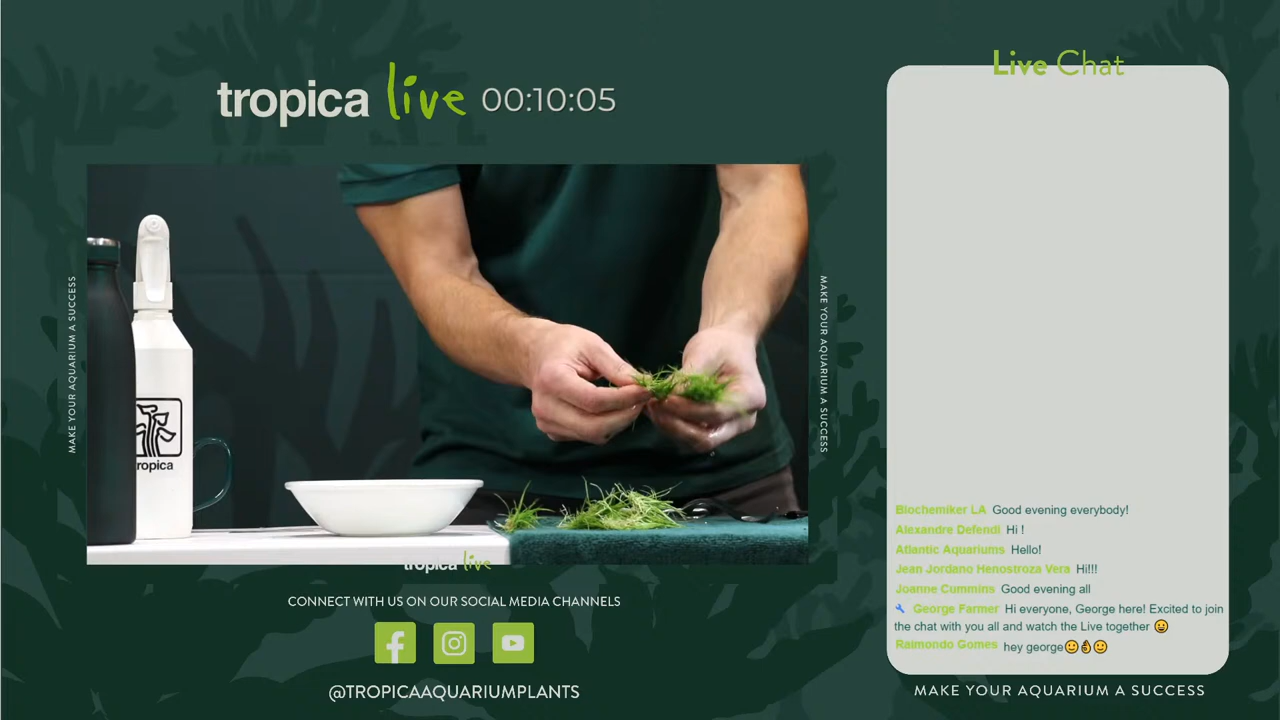 Live Chat
tropica live 00:10:05
MAKE YOUR AQUARIUM A SUCCESS
MAKE YOUR AQUARIUM A SUCCESS
tropica
tropica live
Biochemiker LA Good evening everybody!
Alexandre Defendi Hi !
Atlantic Aquariums Hello!
Jean Jordano Henostroza Vera Hi!!!
Joanne Cummins Good evening all
George Farmer Hi everyone, George here! Excited to join
the chat with you all and watch the Live together 😀
Raimondo Gomes hey george🙂👌🙂
CONNECT WITH US ON OUR SOCIAL MEDIA CHANNELS
@TROPICAAQUARIUMPLANTS
MAKE YOUR AQUARIUM A SUCCESS